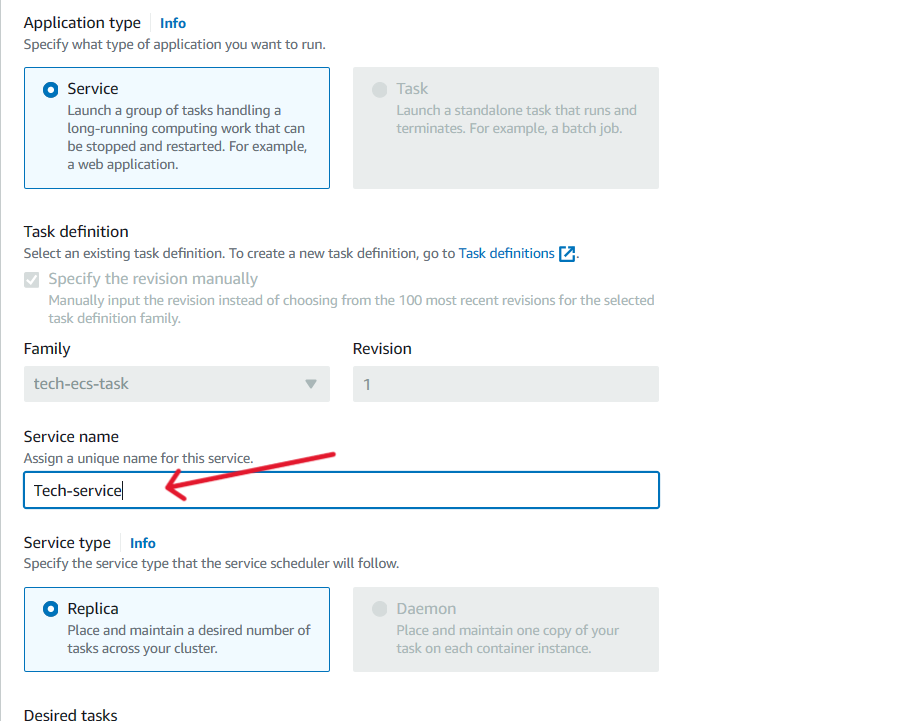 Application type Info
Specify what type of application you want to run.
Service
Launch a group of tasks handling a
long-running computing work that can
be stopped and restarted. For example,
a web application.
Task
Launch a standalone task that runs and
terminates. For example, a batch job.
Task definition
Select an existing task definition. To create a new task definition, go to Task definitions.
Specify the revision manually
Manually input the revision instead of choosing from the 100 most recent revisions for the selected
task definition family.
Family
tech-ecs-task
Revision
1
Service name
Assign a unique name for this service.
Tech-service
Service type Info
Specify the service type that the service scheduler will follow.
Replica
Place and maintain a desired number of
tasks across your cluster.
Daemon
Place and maintain one copy of your
task on each container instance.
Desired tasks